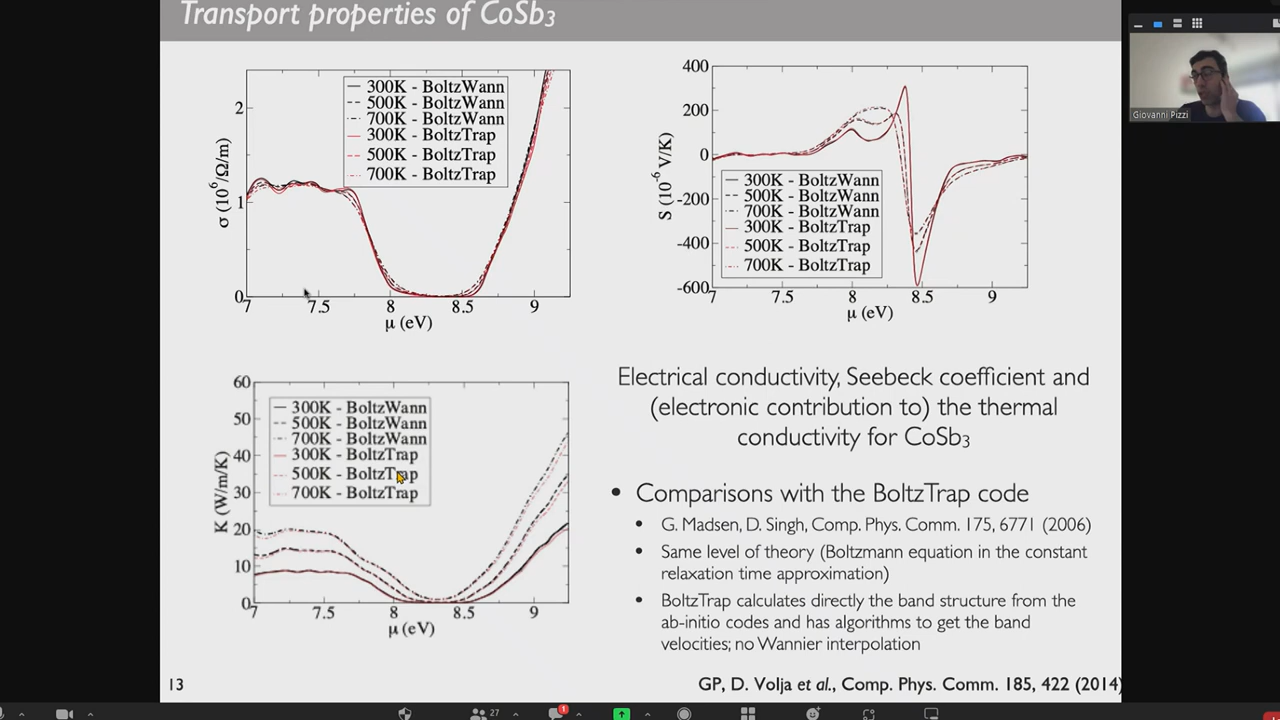 Transport properties of CoSb3
2
1
0
σ (10^6/Ω/m)
300K - BoltzWann
500K - BoltzWann
700K - BoltzWann
300K - BoltzTrap
500K - BoltzTrap
700K - BoltzTrap
7 7.5 8 8.5 9
μ (eV)
400
200
0
-200
-400
-600
S (10^-6 V/K)
300K - BoltzWann
500K - BoltzWann
700K - BoltzWann
300K - BoltzTrap
500K - BoltzTrap
700K - BoltzTrap
7 7.5 8 8.5 9
μ (eV)
Giovanni Pizzi
60
50
40
30
20
10
0
K (W/m/K)
300K - BoltzWann
500K - BoltzWann
700K - BoltzWann
300K - BoltzTrap
500K - BoltzTrap
700K - BoltzTrap
7 7.5 8 8.5 9
μ (eV)
Electrical conductivity, Seebeck coefficient and
(electronic contribution to) the thermal
conductivity for CoSb3
• Comparisons with the BoltzTrap code
• G. Madsen, D. Singh, Comp. Phys. Comm. 175, 6771 (2006)
• Same level of theory (Boltzmann equation in the constant
relaxation time approximation)
• BoltzTrap calculates directly the band structure from the
ab-initio codes and has algorithms to get the band
velocities; no Wannier interpolation
13
GP, D. Volja et al., Comp. Phys. Comm. 185, 422 (2014)
27
1